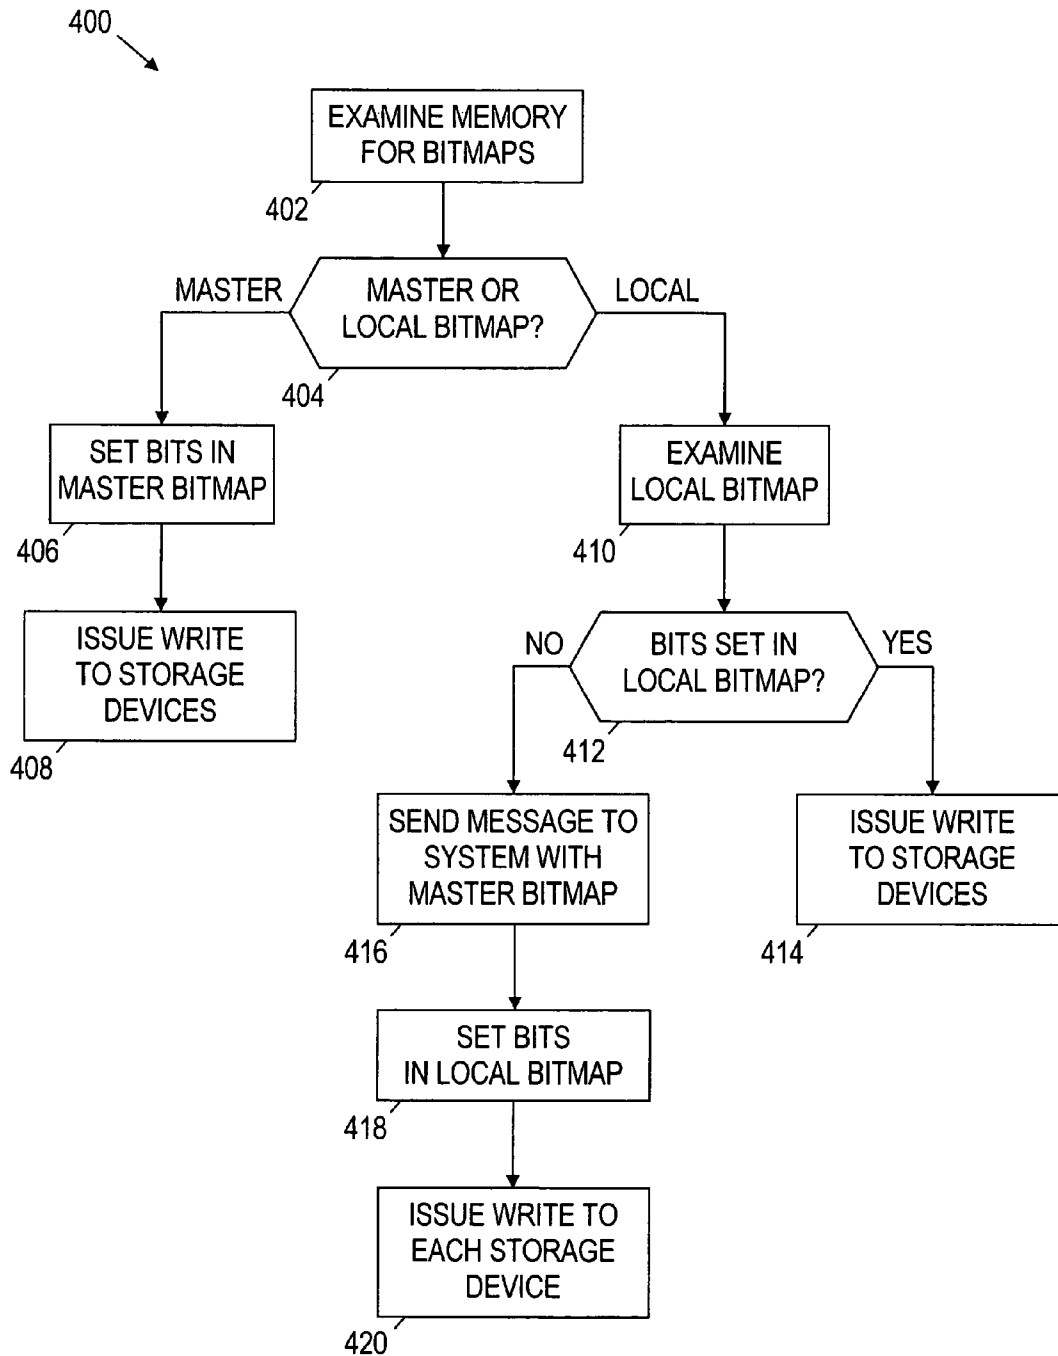 400
EXAMINE MEMORY
FOR BITMAPS
402
MASTER
MASTER OR
LOCAL BITMAP?
LOCAL
404
SET BITS IN
MASTER BITMAP
406
EXAMINE
LOCAL BITMAP
410
ISSUE WRITE
TO STORAGE
DEVICES
408
NO
BITS SET IN
LOCAL BITMAP?
YES
412
SEND MESSAGE TO
SYSTEM WITH
MASTER BITMAP
416
ISSUE WRITE
TO STORAGE
DEVICES
414
SET BITS
IN LOCAL BITMAP
418
ISSUE WRITE TO
EACH STORAGE
DEVICE
420